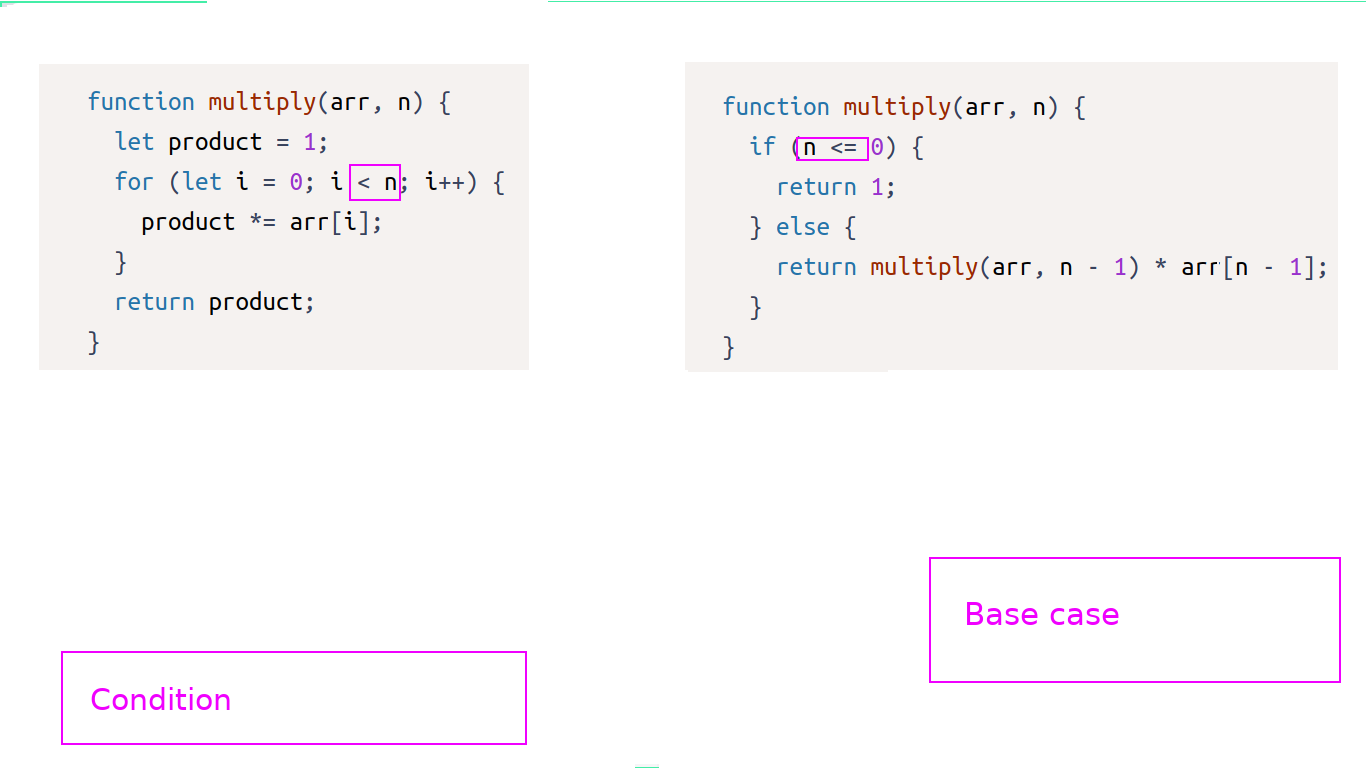 function multiply(arr, n) {
let product = 1;
for (let i = 0; i < n; i++) {
product *= arr[i];
}
return product;
}
function multiply(arr, n) {
if (n <= 0) {
return 1;
} else {
return multiply(arr, n - 1) * arr[n - 1];
}
}
Condition
Base case